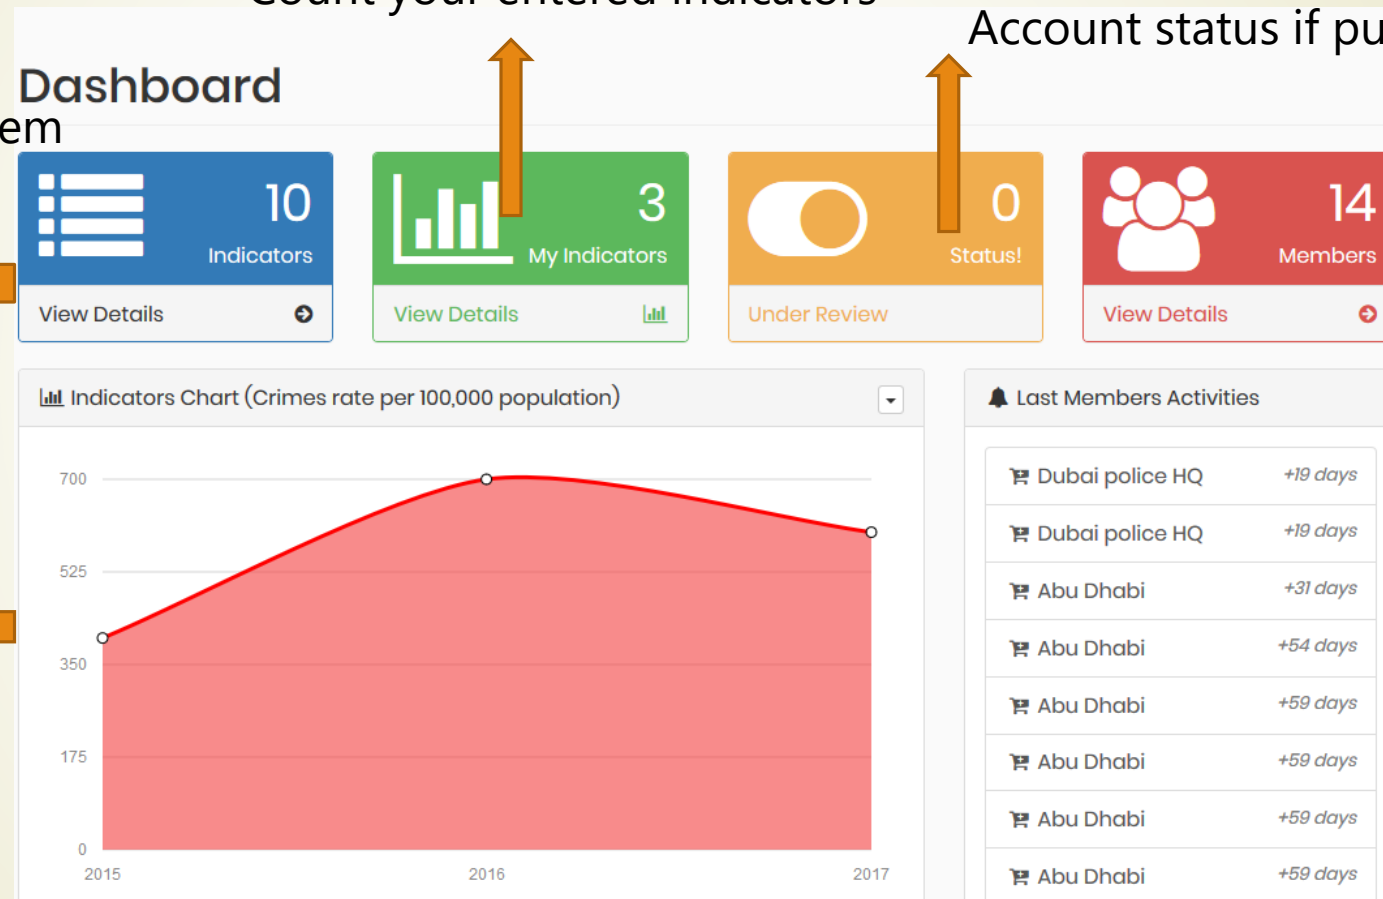 Count your entered indicators
Account status if pu
Dashboard
em
10
Indicators
View Details
3
My Indicators
View Details
0
Status!
Under Review
14
Members
View Details
Indicators Chart (Crimes rate per 100,000 population)
700
525
350
175
0
2015 2016 2017
Last Members Activities
Dubai police HQ +19 days
Dubai police HQ +19 days
Abu Dhabi +31 days
Abu Dhabi +54 days
Abu Dhabi +59 days
Abu Dhabi +59 days
Abu Dhabi +59 days
Abu Dhabi +59 days